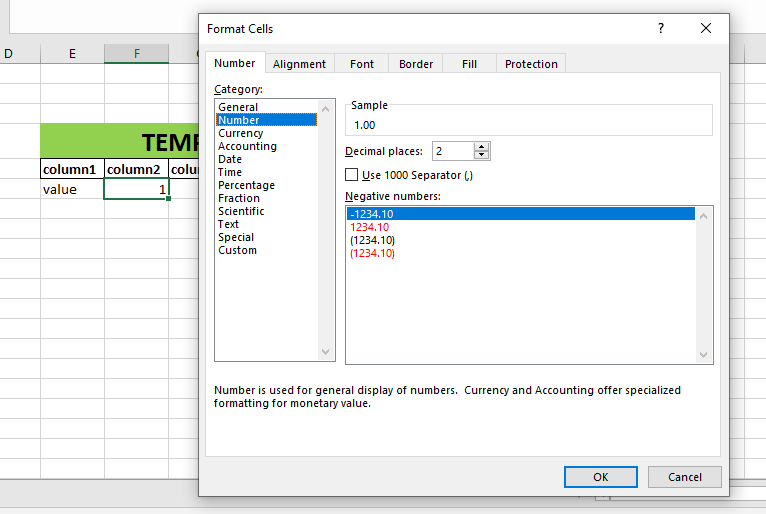 Format Cells
? ×
D E F
Number Alignment Font Border Fill Protection
Category:
General
Number
Currency
Accounting
Date
Time
Percentage
Fraction
Scientific
Text
Special
Custom
Sample
1.00
Decimal places: 2
Use 1000 Separator (,)
Negative numbers:
-1234.10
1234.10
(1234.10)
(1234.10)
column1 column2
value 1
Number is used for general display of numbers. Currency and Accounting offer specialized
formatting for monetary value.
OK Cancel